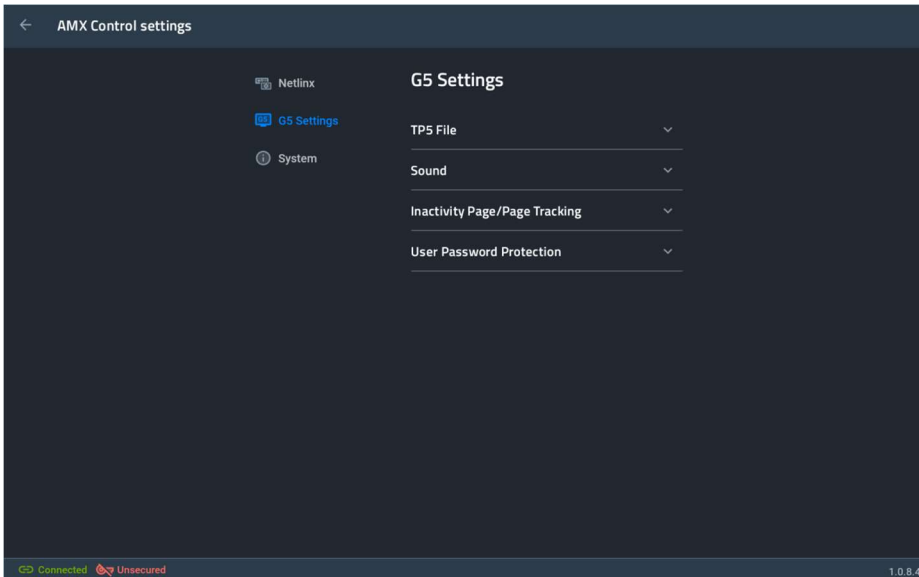 AMX Control settings
Netlinx
G5 Settings
System
G5 Settings
TP5 File
Sound
Inactivity Page/Page Tracking
User Password Protection
Connected Unsecured
1.0.8.4